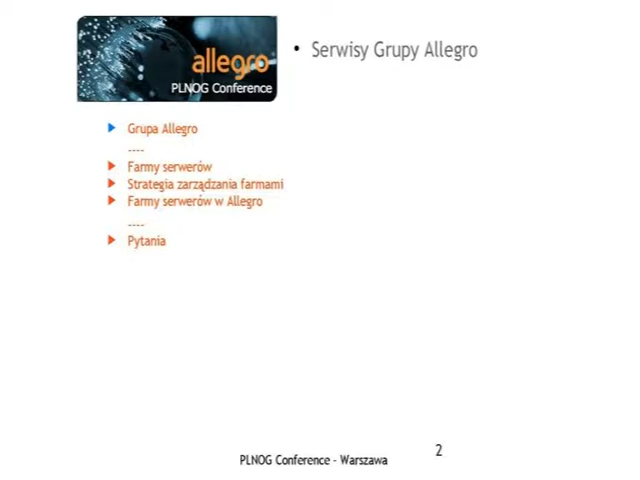 allegro
PLNOG Conference
• Serwisy Grupy Allegro
Grupa Allegro
----
Farmy serwerów
Strategia zarządzania farmami
Farmy serwerów w Allegro
----
Pytania
2
PLNOG Conference - Warszawa